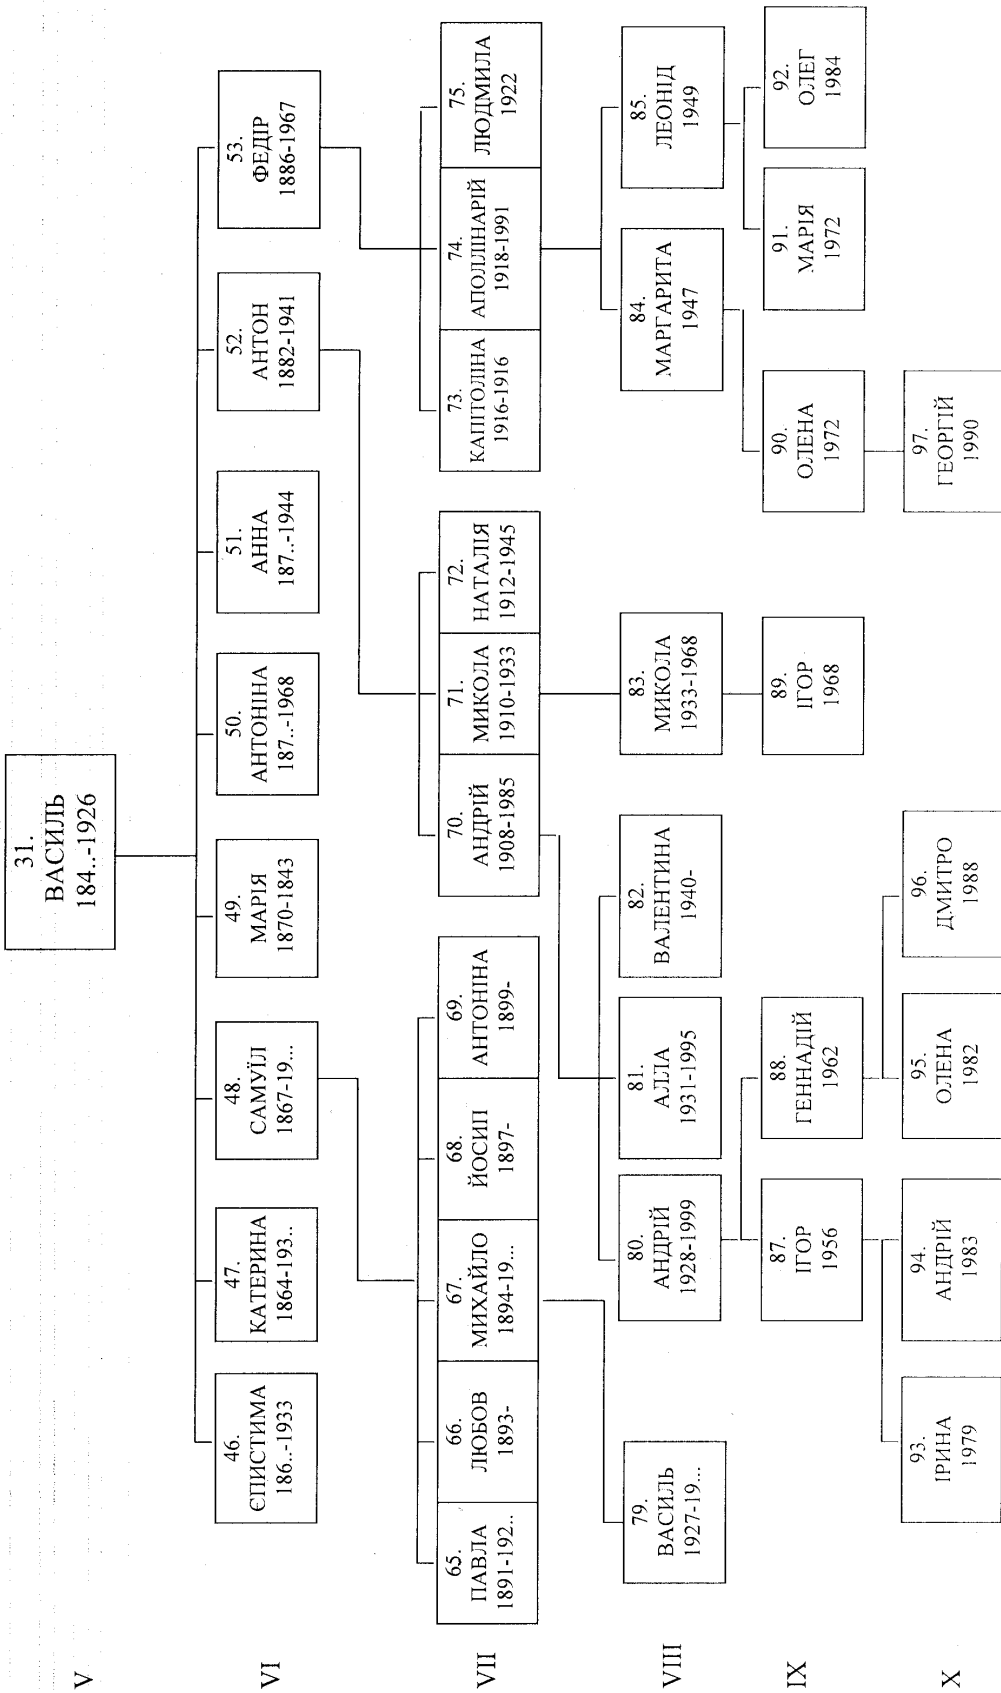 V
31.
ВАСИЛЬ
184..-1926
VI
46.
ЄПИСТИМА
186..-1933
47.
КАТЕРИНА
1864-193..
48.
САМУЇЛ
1867-19...
49.
МАРІЯ
1870-1843
50.
АНТОНІНА
187..-1968
51.
АННА
187..-1944
52.
АНТОН
1882-1941
53.
ФЕДІР
1886-1967
VII
65.
ПАВЛА
1891-192..
66.
ЛЮБОВ
1893-
67.
МИХАЙЛО
1894-19....
68.
ЙОСИП
1897-
69.
АНТОНІНА
1899-
70.
АНДРІЙ
1908-1985
71.
МИКОЛА
1910-1933
72.
НАТАЛІЯ
1912-1945
73.
КАПІТОЛІНА
1916-1916
74.
АПОЛЛІНАРІЙ
1918-1991
75.
ЛЮДМИЛА
1922
VIII
79.
ВАСИЛЬ
1927-19...
80.
АНДРІЙ
1928-1999
81.
АЛЛА
1931-1995
82.
ВАЛЕНТИНА
1940-
83.
МИКОЛА
1933-1968
84.
МАРГАРИТА
1947
85.
ЛЕОНІД
1949
IX
87.
ІГОР
1956
88.
ГЕННАДІЙ
1962
89.
ІГОР
1968
90.
ОЛЕНА
1972
91.
МАРІЯ
1972
92.
ОЛЕГ
1984
X
93.
ІРИНА
1979
94.
АНДРІЙ
1983
95.
ОЛЕНА
1982
96.
ДМИТРО
1988
97.
ГЕОРГІЙ
1990